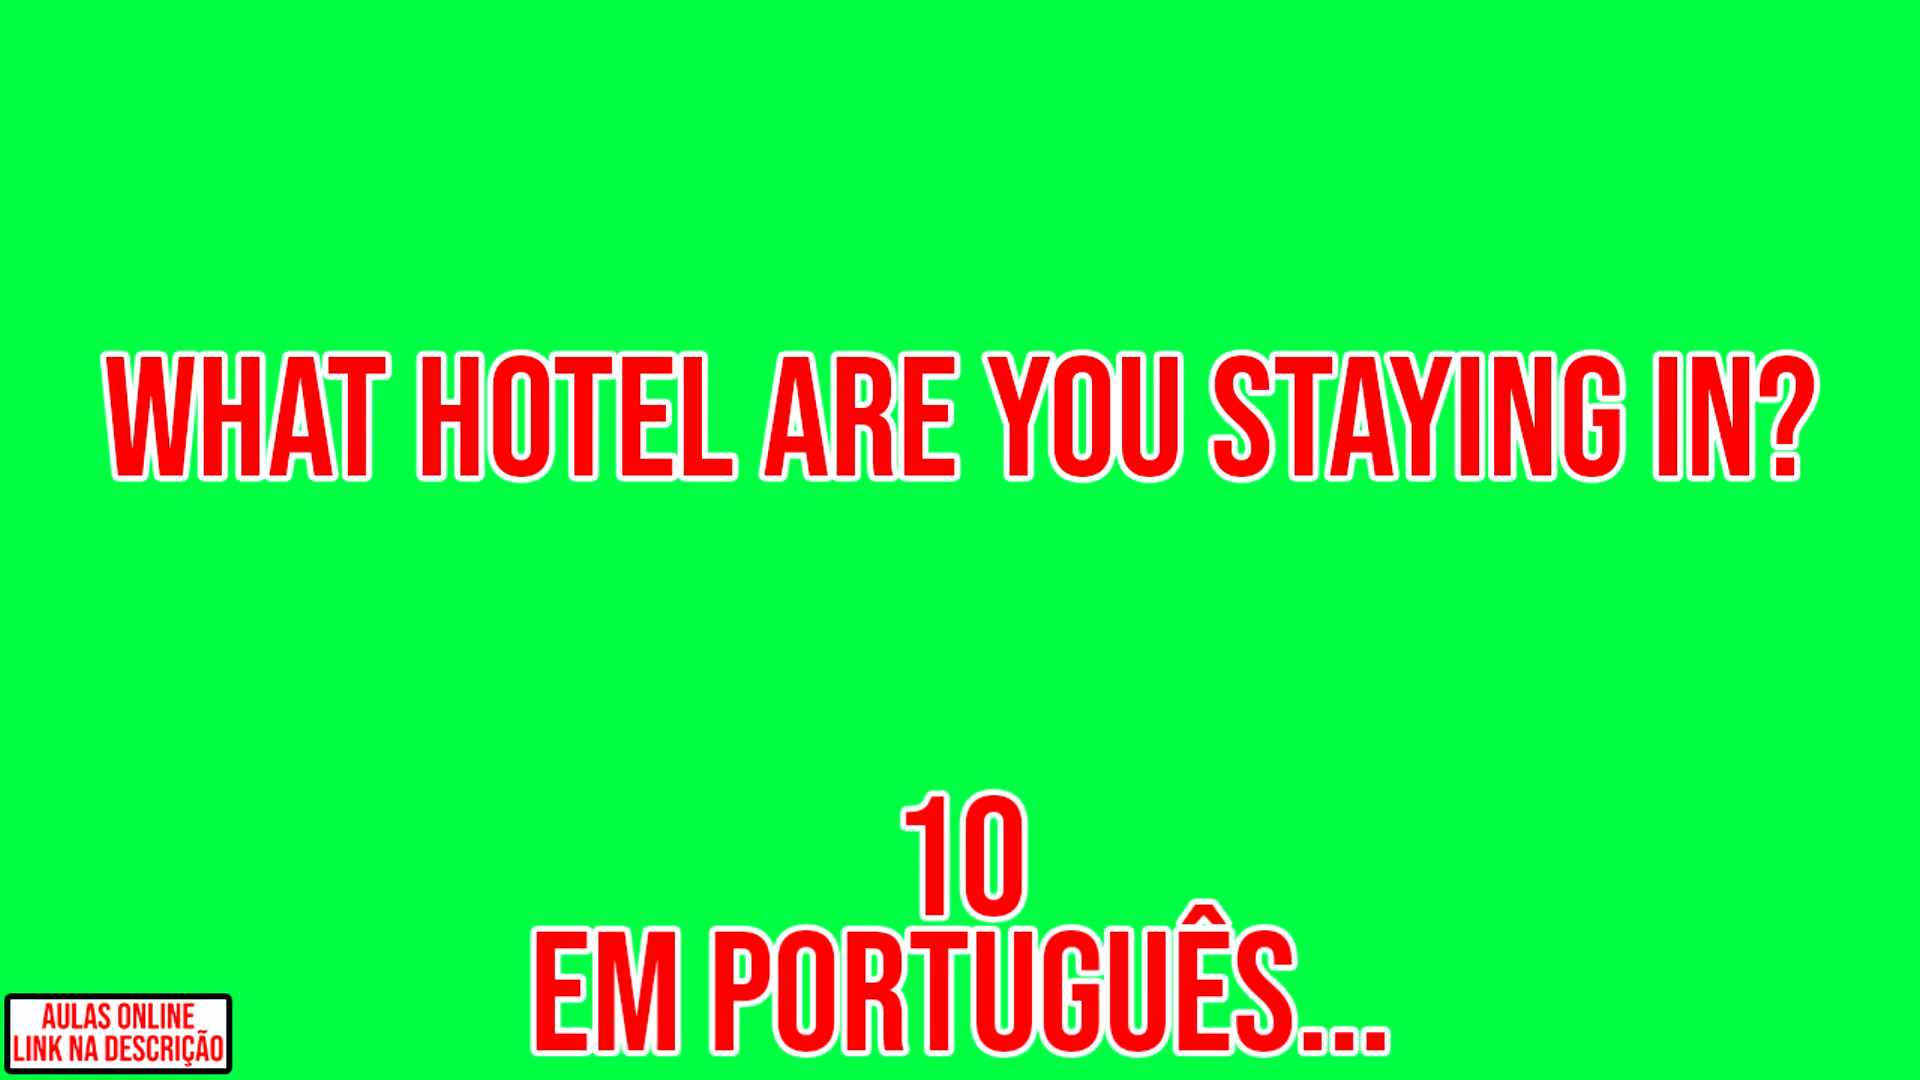 WHAT HOTEL ARE YOU STAYING IN?
10
EM PORTUGUÊS...
AULAS ONLINE
LINK NA DESCRIÇÃO